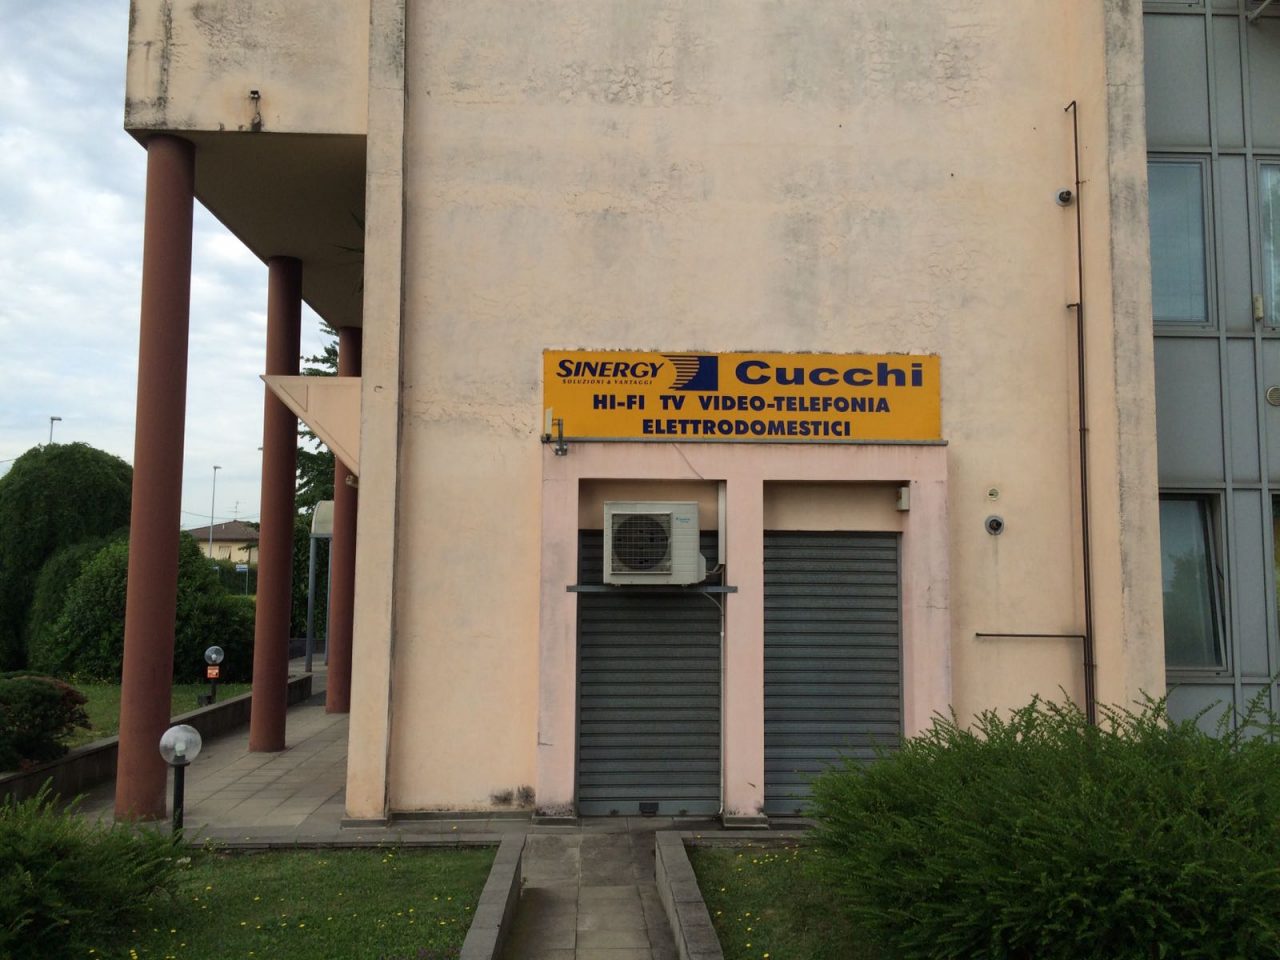 SINERGY
SOLUZIONI & VANTAGGI
Cucchi
HI-FI TV VIDEO-TELEFONIA
ELETTRODOMESTICI